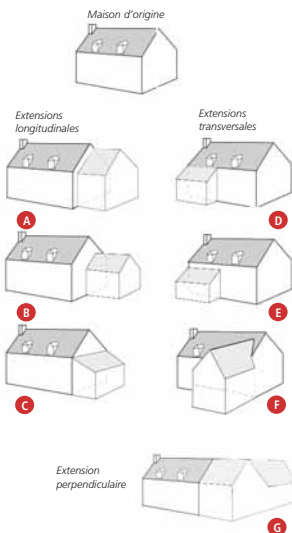 Maison d'origine
Extensions
longitudinales
Extensions
transversales
A
D
B
E
C
F
Extension
perpendiculaire
G